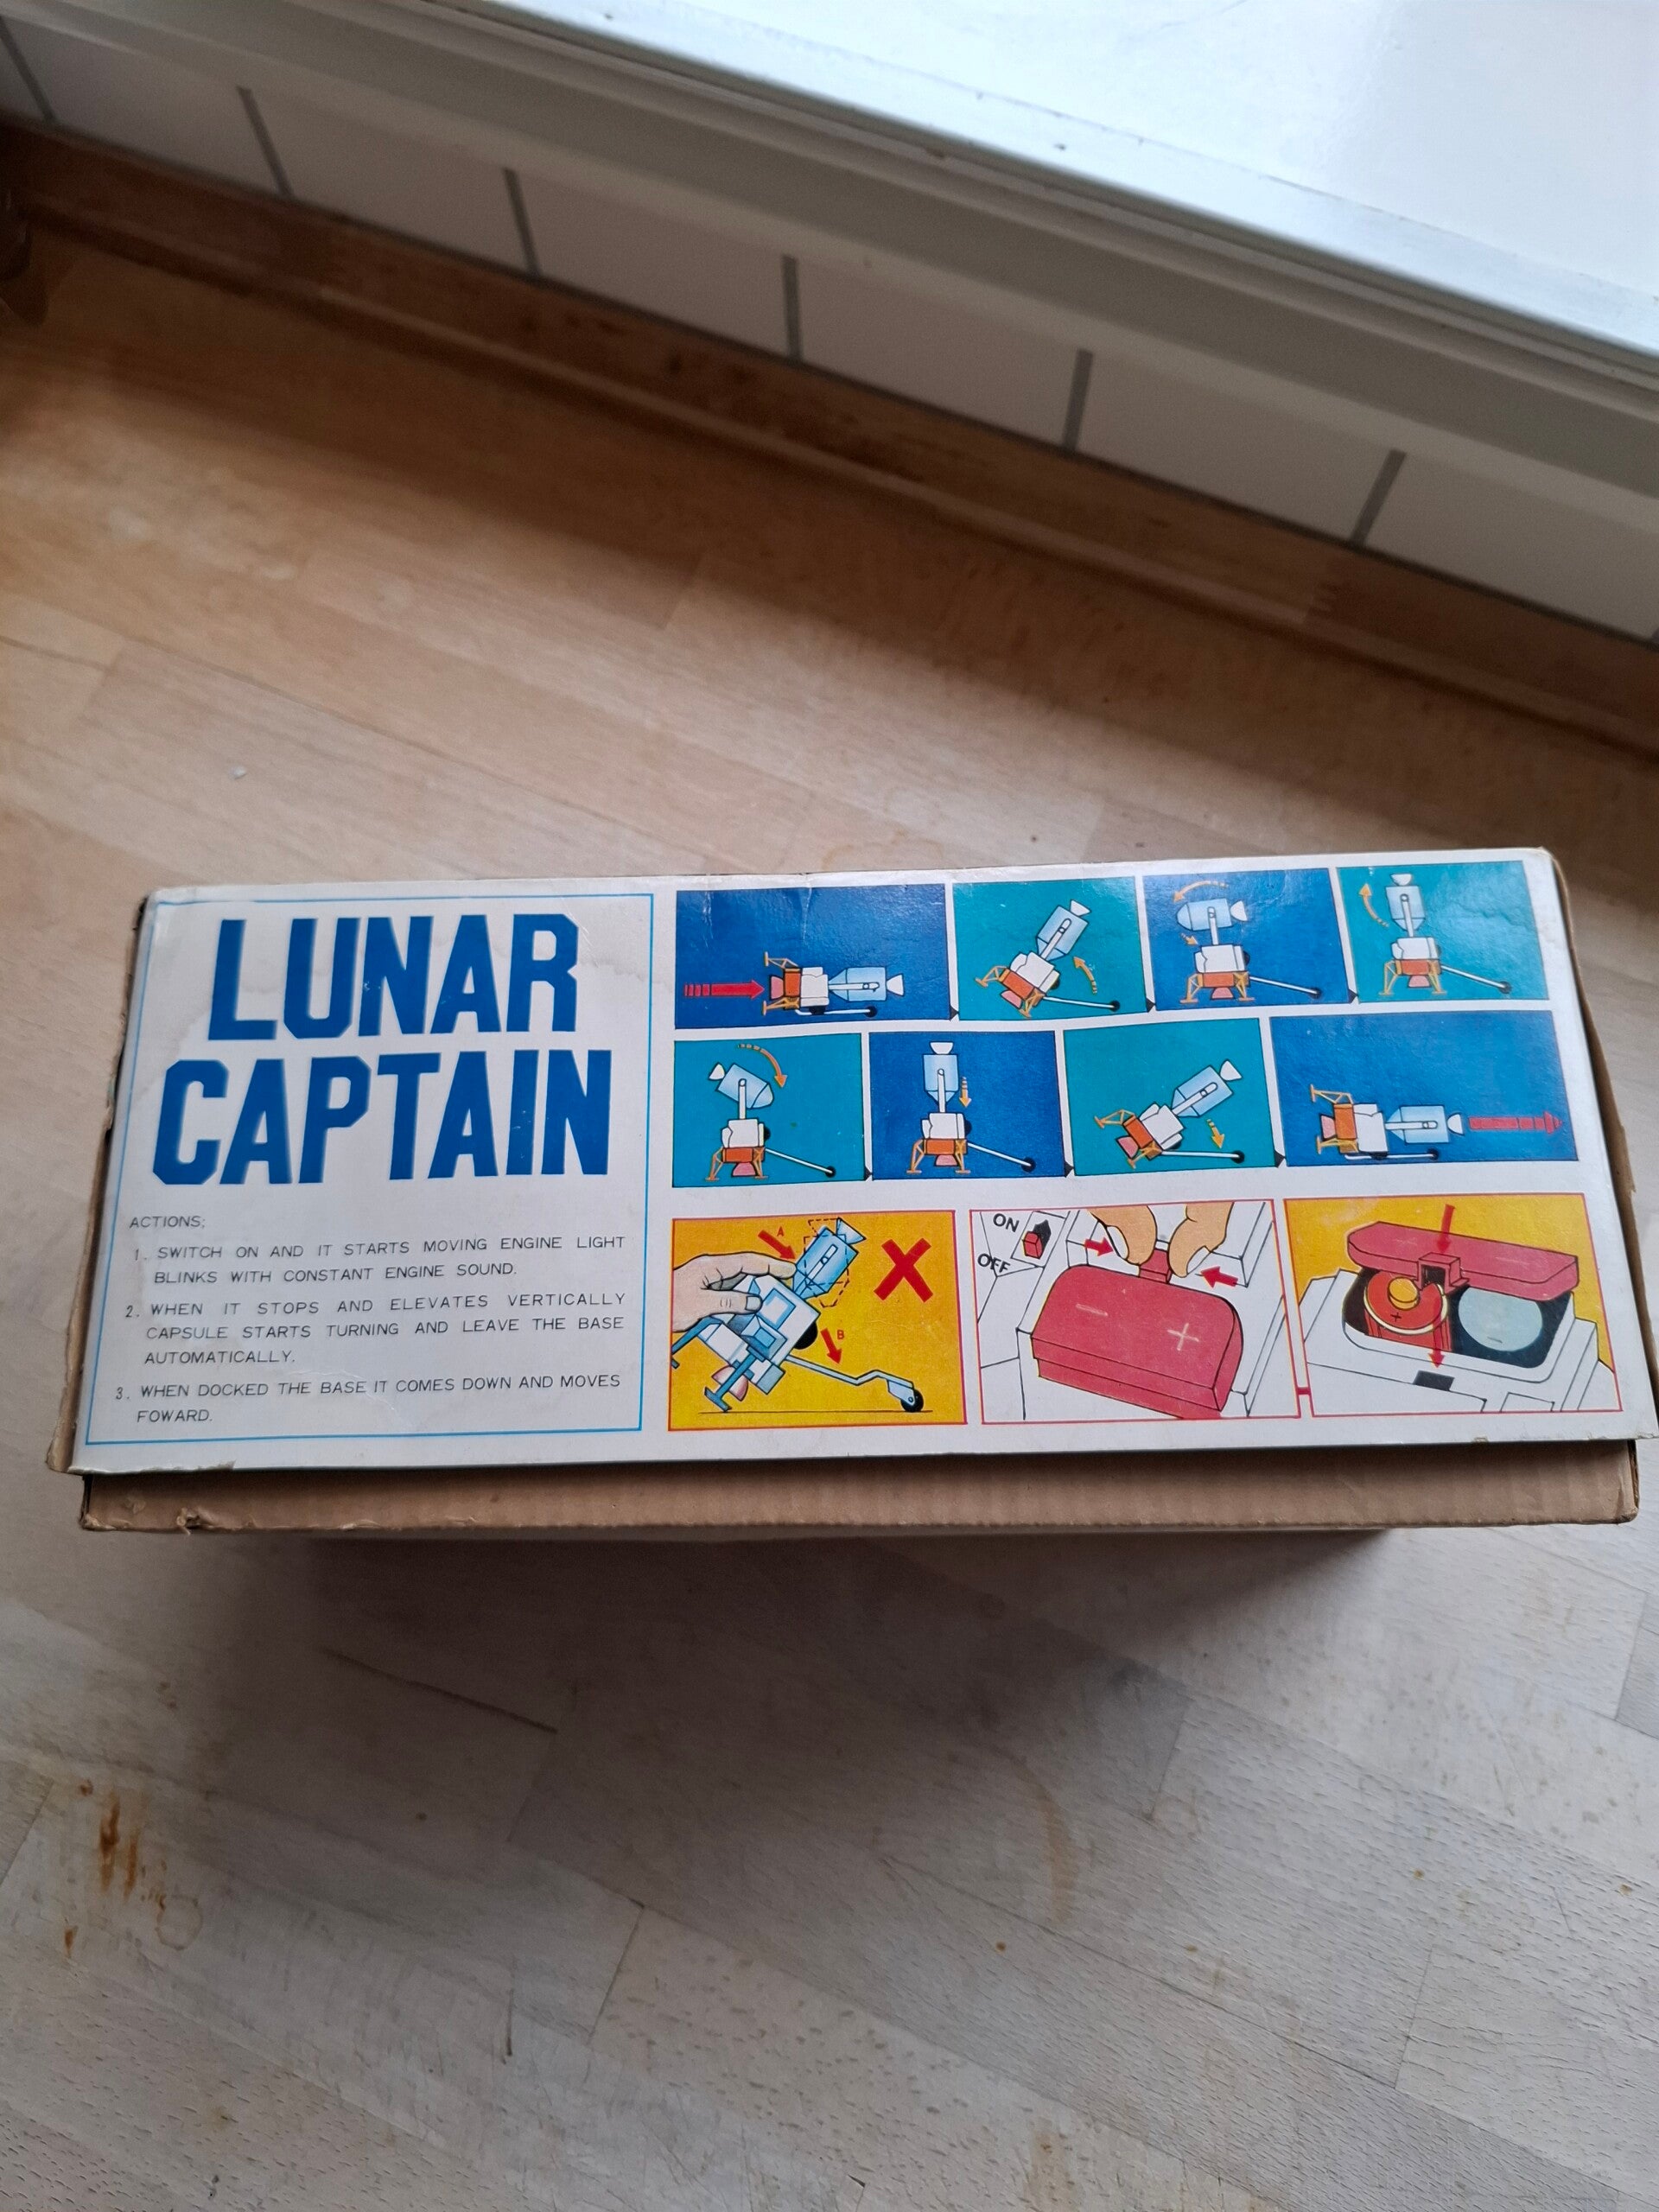 LUNAR
CAPTAIN
ACTIONS;
1. SWITCH ON AND IT STARTS MOVING ENGINE LIGHT
BLINKS WITH CONSTANT ENGINE SOUND.
2. WHEN IT STOPS AND ELEVATES VERTICALLY
CAPSULE STARTS TURNING AND LEAVE THE BASE
AUTOMATICALLY.
3. WHEN DOCKED THE BASE IT COMES DOWN AND MOVES
FOWARD.
A
B
ON
OFF
− +
+ −